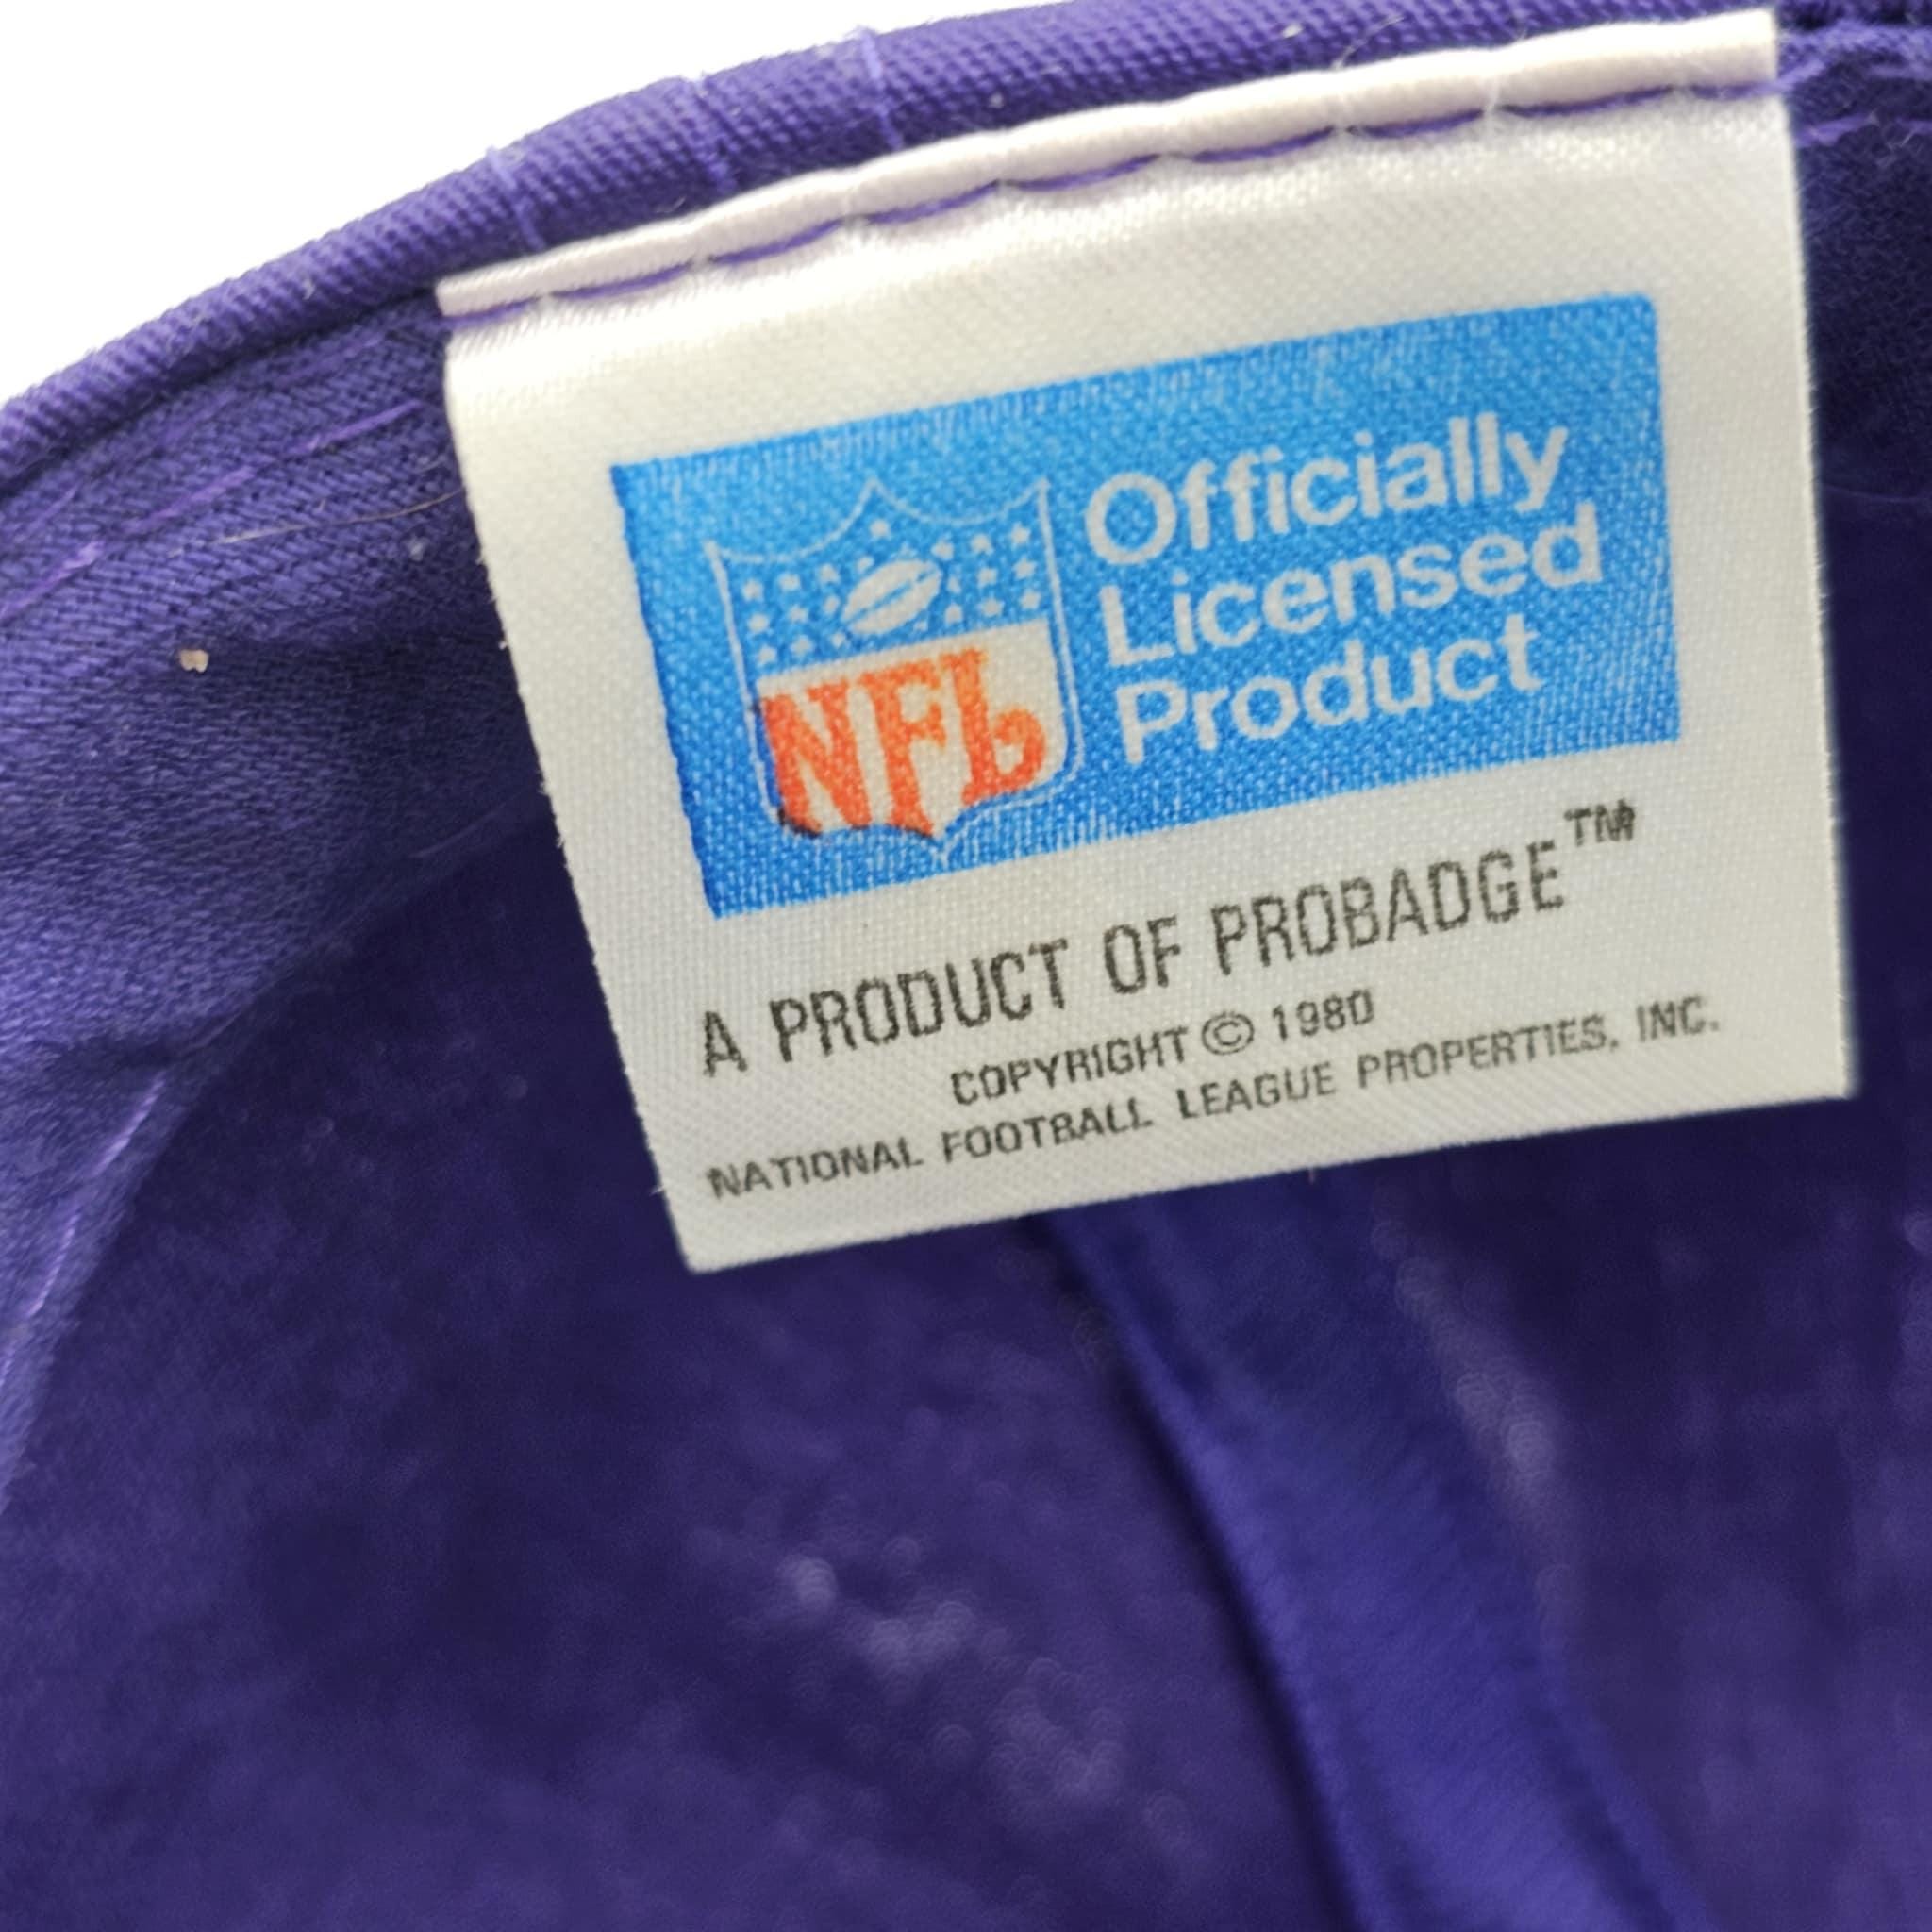 NFL
Officially
Licensed
Product
A PRODUCT OF PROBADGE™
COPYRIGHT © 1980
NATIONAL FOOTBALL LEAGUE PROPERTIES, INC.